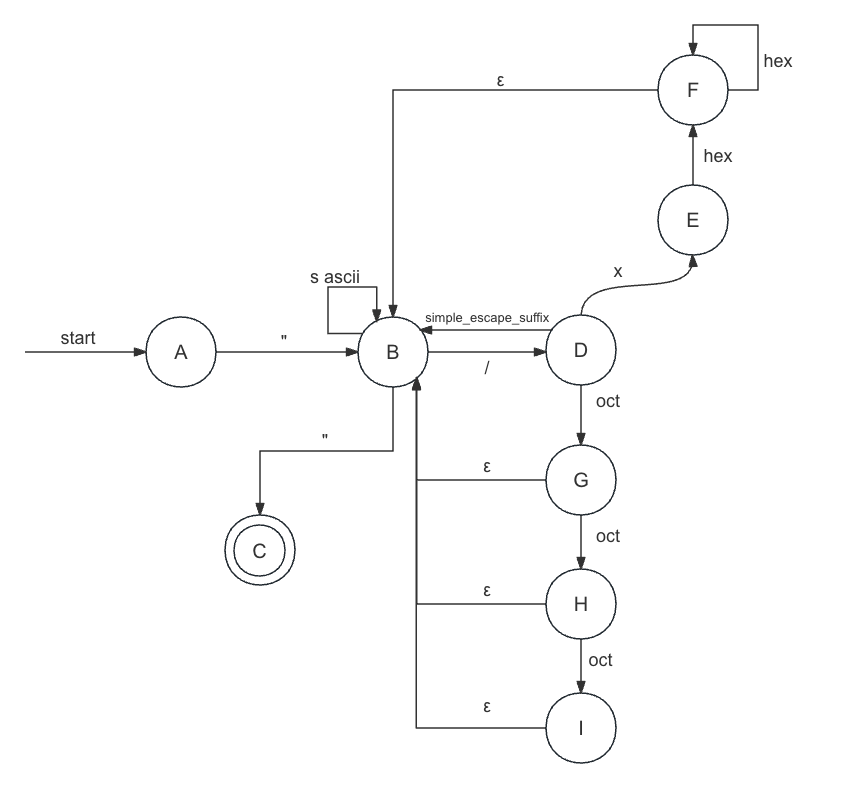 hex
F
ε
hex
E
x
s ascii
simple_escape_suffix
start
A
"
B
D
/
oct
"
ε
G
oct
C
ε
H
oct
ε
I